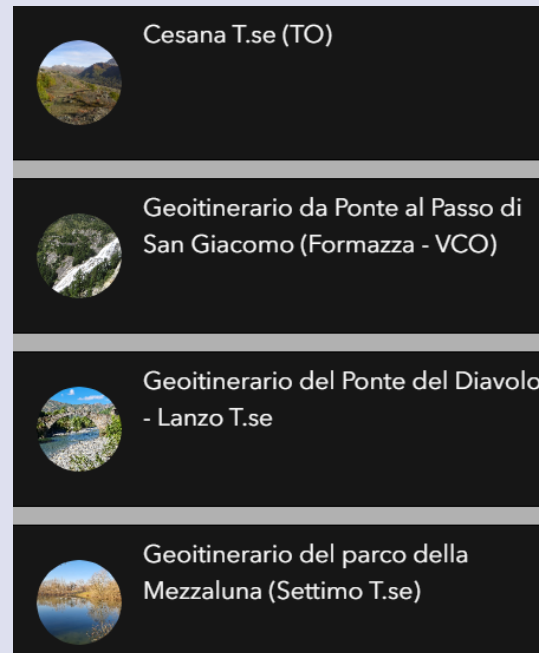 Cesana T.se (TO)
Geoitinerario da Ponte al Passo di
San Giacomo (Formazza - VCO)
Geoitinerario del Ponte del Diavolo
- Lanzo T.se
Geoitinerario del parco della
Mezzaluna (Settimo T.se)